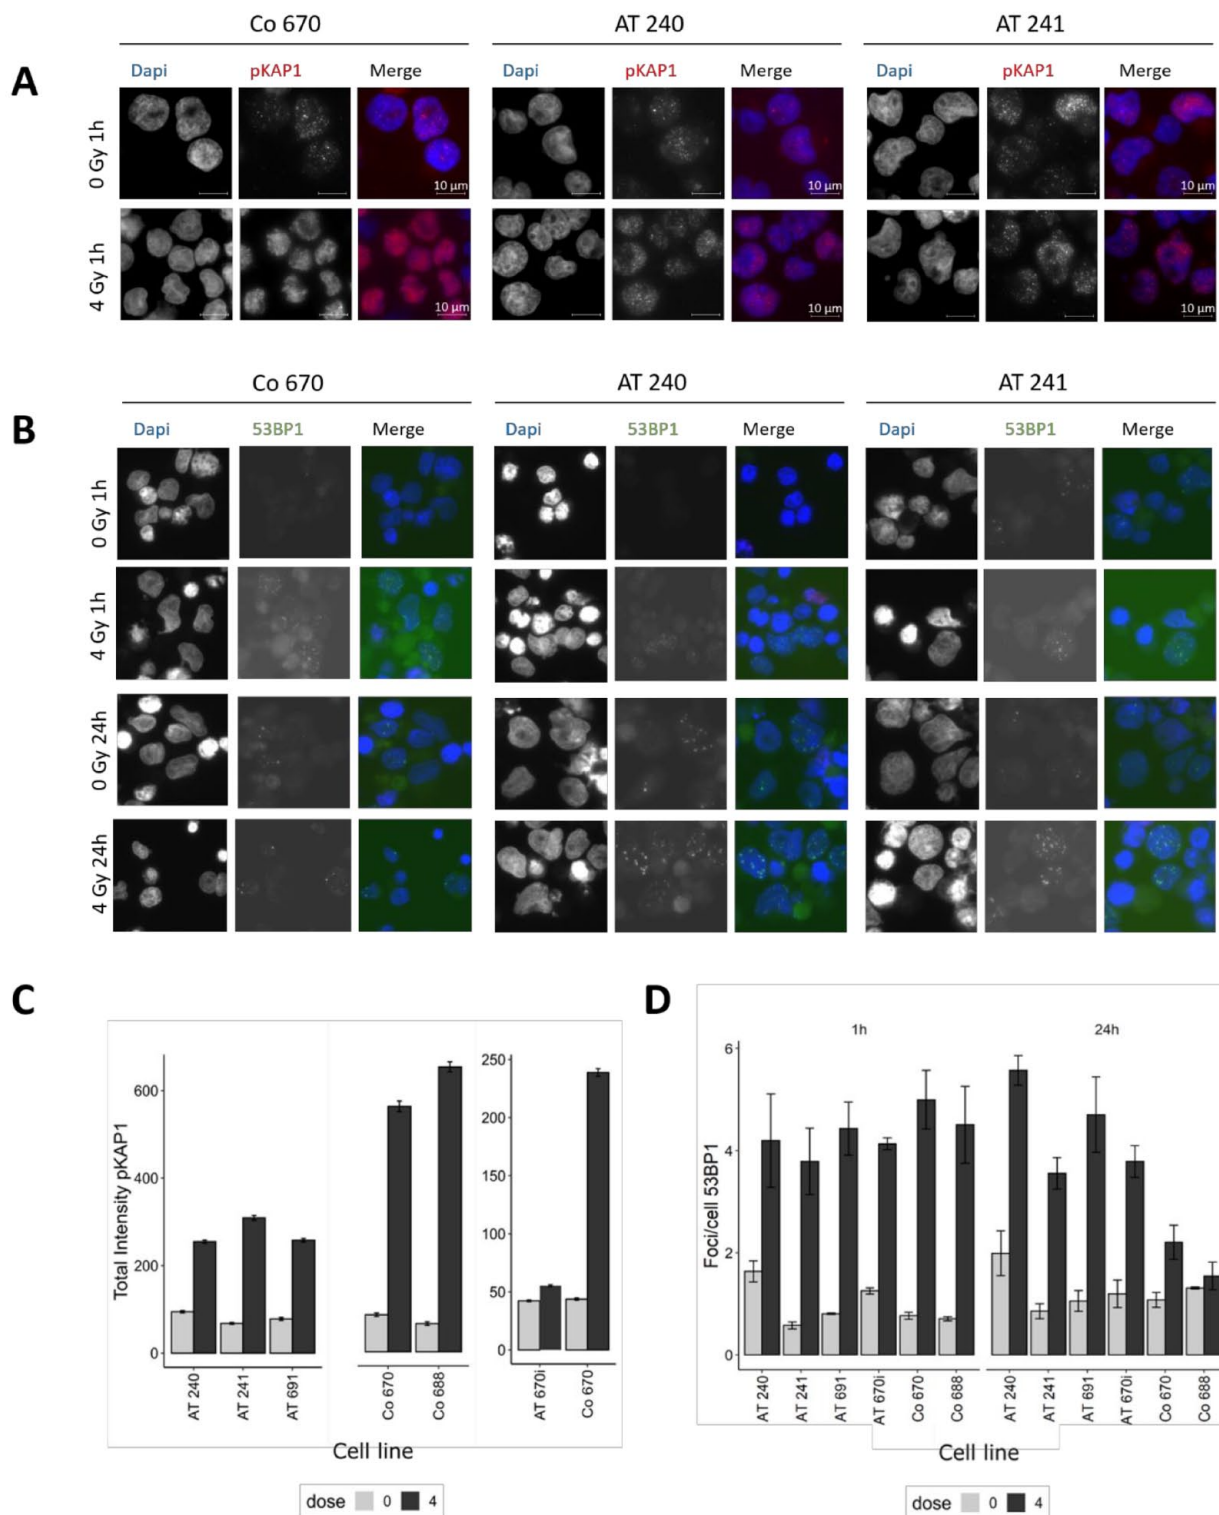 Co 670 AT 240 AT 241
A
Dapi pKAP1 Merge Dapi pKAP1 Merge Dapi pKAP1 Merge
0 Gy 1h
10 µm 10 µm 10 µm
4 Gy 1h
10 µm 10 µm 10 µm
Co 670 AT 240 AT 241
B
Dapi 53BP1 Merge Dapi 53BP1 Merge Dapi 53BP1 Merge
0 Gy 1h
4 Gy 1h
0 Gy 24h
4 Gy 24h
C
Total Intensity pKAP1
600
400
200
0
250
200
150
100
50
0
AT 240 AT 241 AT 691 Co 670 Co 688 AT 670i Co 670
Cell line
dose 0 4
D
1h 24h
Foci/cell 53BP1
6
4
2
0
AT 240 AT 241 AT 691 AT 670i Co 670 Co 688 AT 240 AT 241 AT 691 AT 670i Co 670 Co 688
Cell line
dose 0 4